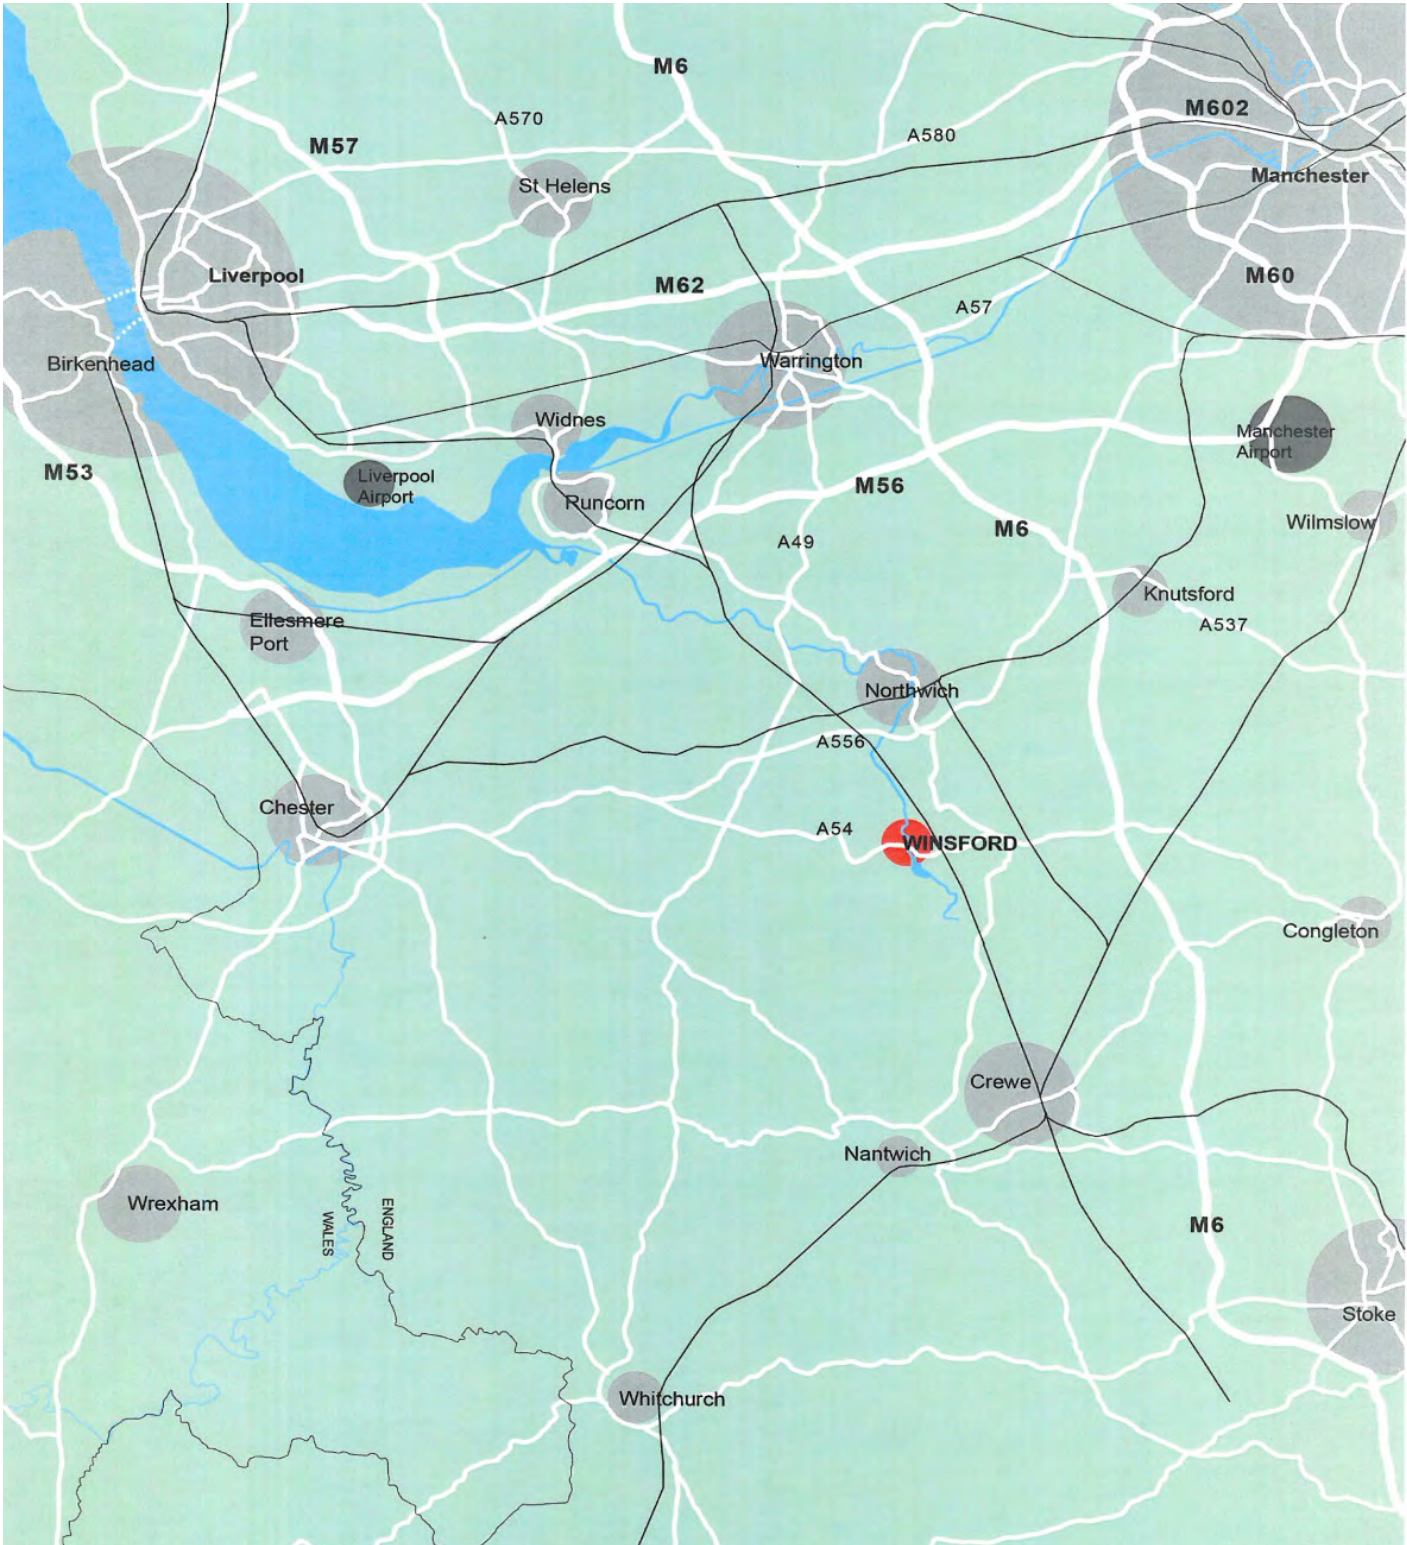 M6
M602
A570
A580
M57
Manchester
St Helens
Liverpool
M62
M60
A57
Birkenhead
Warrington
Widnes
Manchester
Airport
M53
Liverpool
Airport
M56
Runcorn
Wilmslow
M6
A49
Knutsford
Ellesmere
Port
A537
Northwich
A556
Chester
A54
WINSFORD
Congleton
Crewe
Nantwich
Wrexham
ENGLAND
WALES
M6
Stoke
Whitchurch